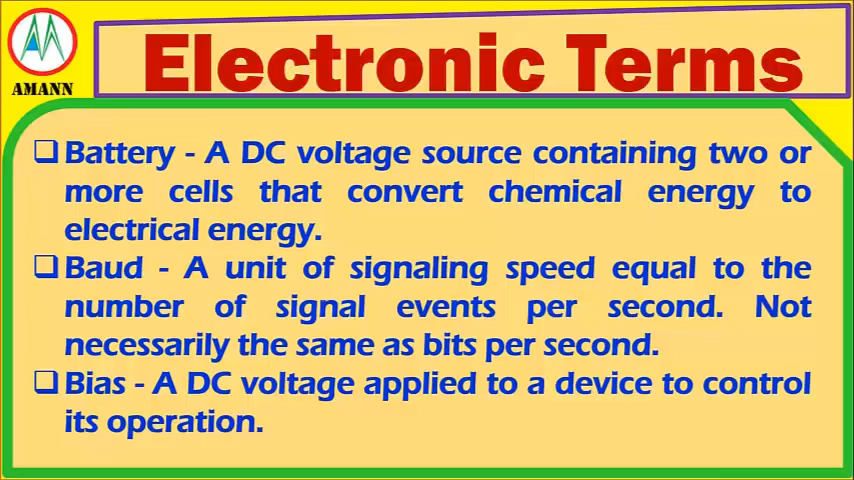 AMANN
Electronic Terms
❑ Battery - A DC voltage source containing two or
more cells that convert chemical energy to
electrical energy.
❑ Baud - A unit of signaling speed equal to the
number of signal events per second. Not
necessarily the same as bits per second.
❑ Bias - A DC voltage applied to a device to control
its operation.